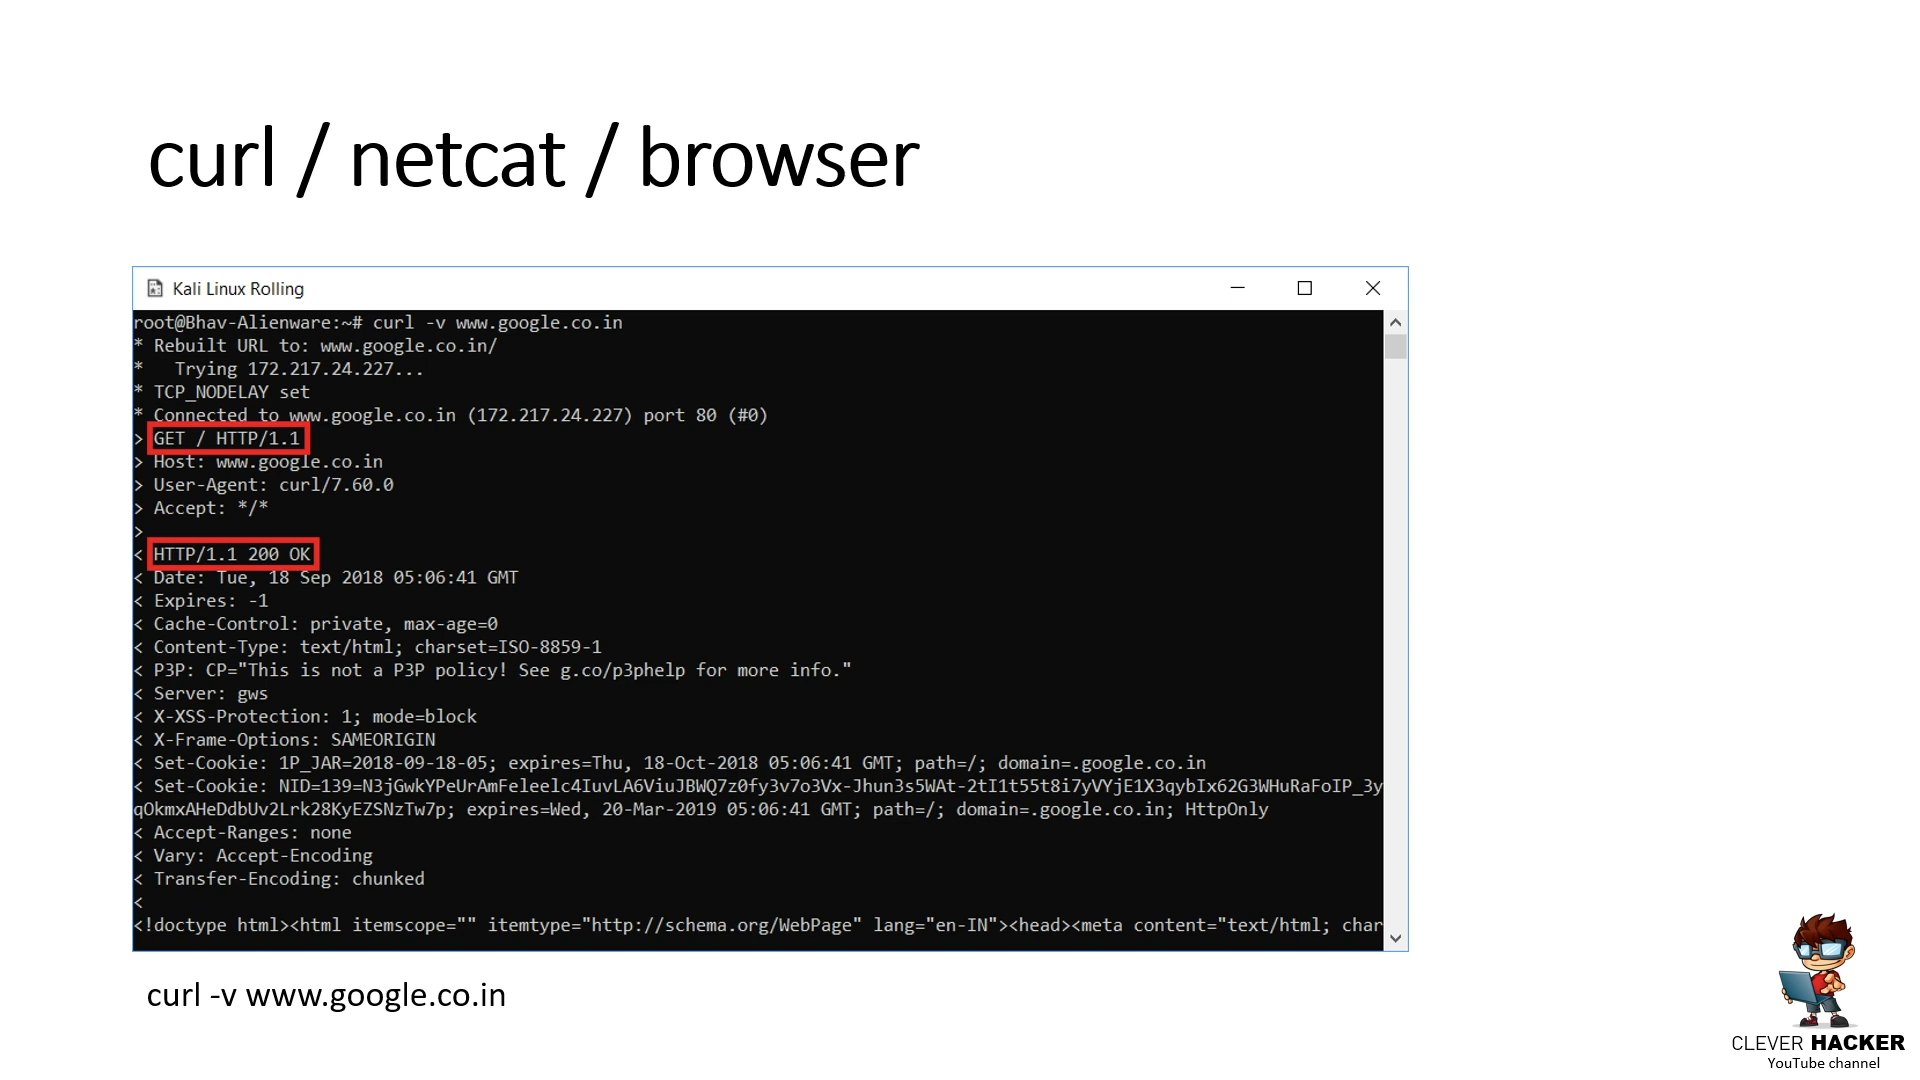 curl / netcat / browser
Kali Linux Rolling
root@Bhav-Alienware:~# curl -v www.google.co.in
* Rebuilt URL to: www.google.co.in/
*   Trying 172.217.24.227...
* TCP_NODELAY set
* Connected to www.google.co.in (172.217.24.227) port 80 (#0)
> GET / HTTP/1.1
> Host: www.google.co.in
> User-Agent: curl/7.60.0
> Accept: */*
>
< HTTP/1.1 200 OK
< Date: Tue, 18 Sep 2018 05:06:41 GMT
< Expires: -1
< Cache-Control: private, max-age=0
< Content-Type: text/html; charset=ISO-8859-1
< P3P: CP="This is not a P3P policy! See g.co/p3phelp for more info."
< Server: gws
< X-XSS-Protection: 1; mode=block
< X-Frame-Options: SAMEORIGIN
< Set-Cookie: 1P_JAR=2018-09-18-05; expires=Thu, 18-Oct-2018 05:06:41 GMT; path=/; domain=.google.co.in
< Set-Cookie: NID=139=N3jGwkYPeUrAmFeleelc4IuvLA6ViuJBWQ7z0fy3v7o3Vx-Jhun3s5WAt-2tI1t55t8i7yVYjE1X3qybIx62G3WHuRaFoIP_3y
qOkmxAHeDdbUv2Lrk28KyEZSNzTw7p; expires=Wed, 20-Mar-2019 05:06:41 GMT; path=/; domain=.google.co.in; HttpOnly
< Accept-Ranges: none
< Vary: Accept-Encoding
< Transfer-Encoding: chunked
<
<!doctype html><html itemscope="" itemtype="http://schema.org/WebPage" lang="en-IN"><head><meta content="text/html; char
curl -v www.google.co.in
CLEVER HACKER
YouTube channel